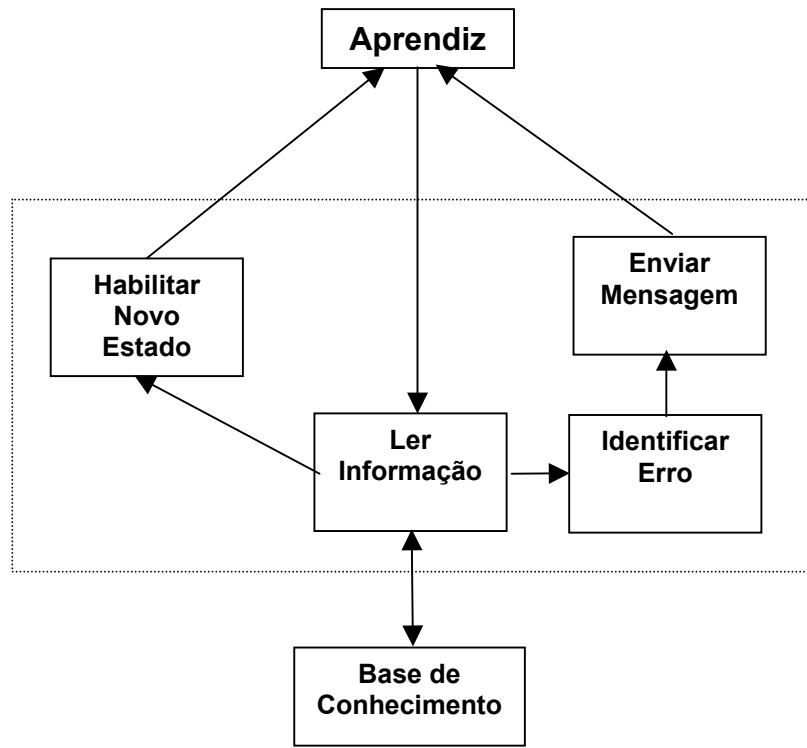 Aprendiz
Habilitar
Novo
Estado
Enviar
Mensagem
Ler
Informação
Identificar
Erro
Base de
Conhecimento